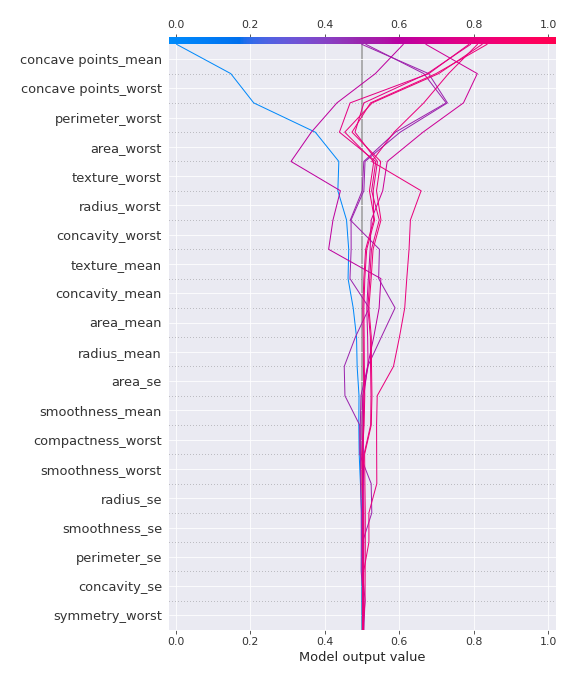 0.0 0.2 0.4 0.6 0.8 1.0
concave points_mean
concave points_worst
perimeter_worst
area_worst
texture_worst
radius_worst
concavity_worst
texture_mean
concavity_mean
area_mean
radius_mean
area_se
smoothness_mean
compactness_worst
smoothness_worst
radius_se
smoothness_se
perimeter_se
concavity_se
symmetry_worst
0.0 0.2 0.4 0.6 0.8 1.0
Model output value